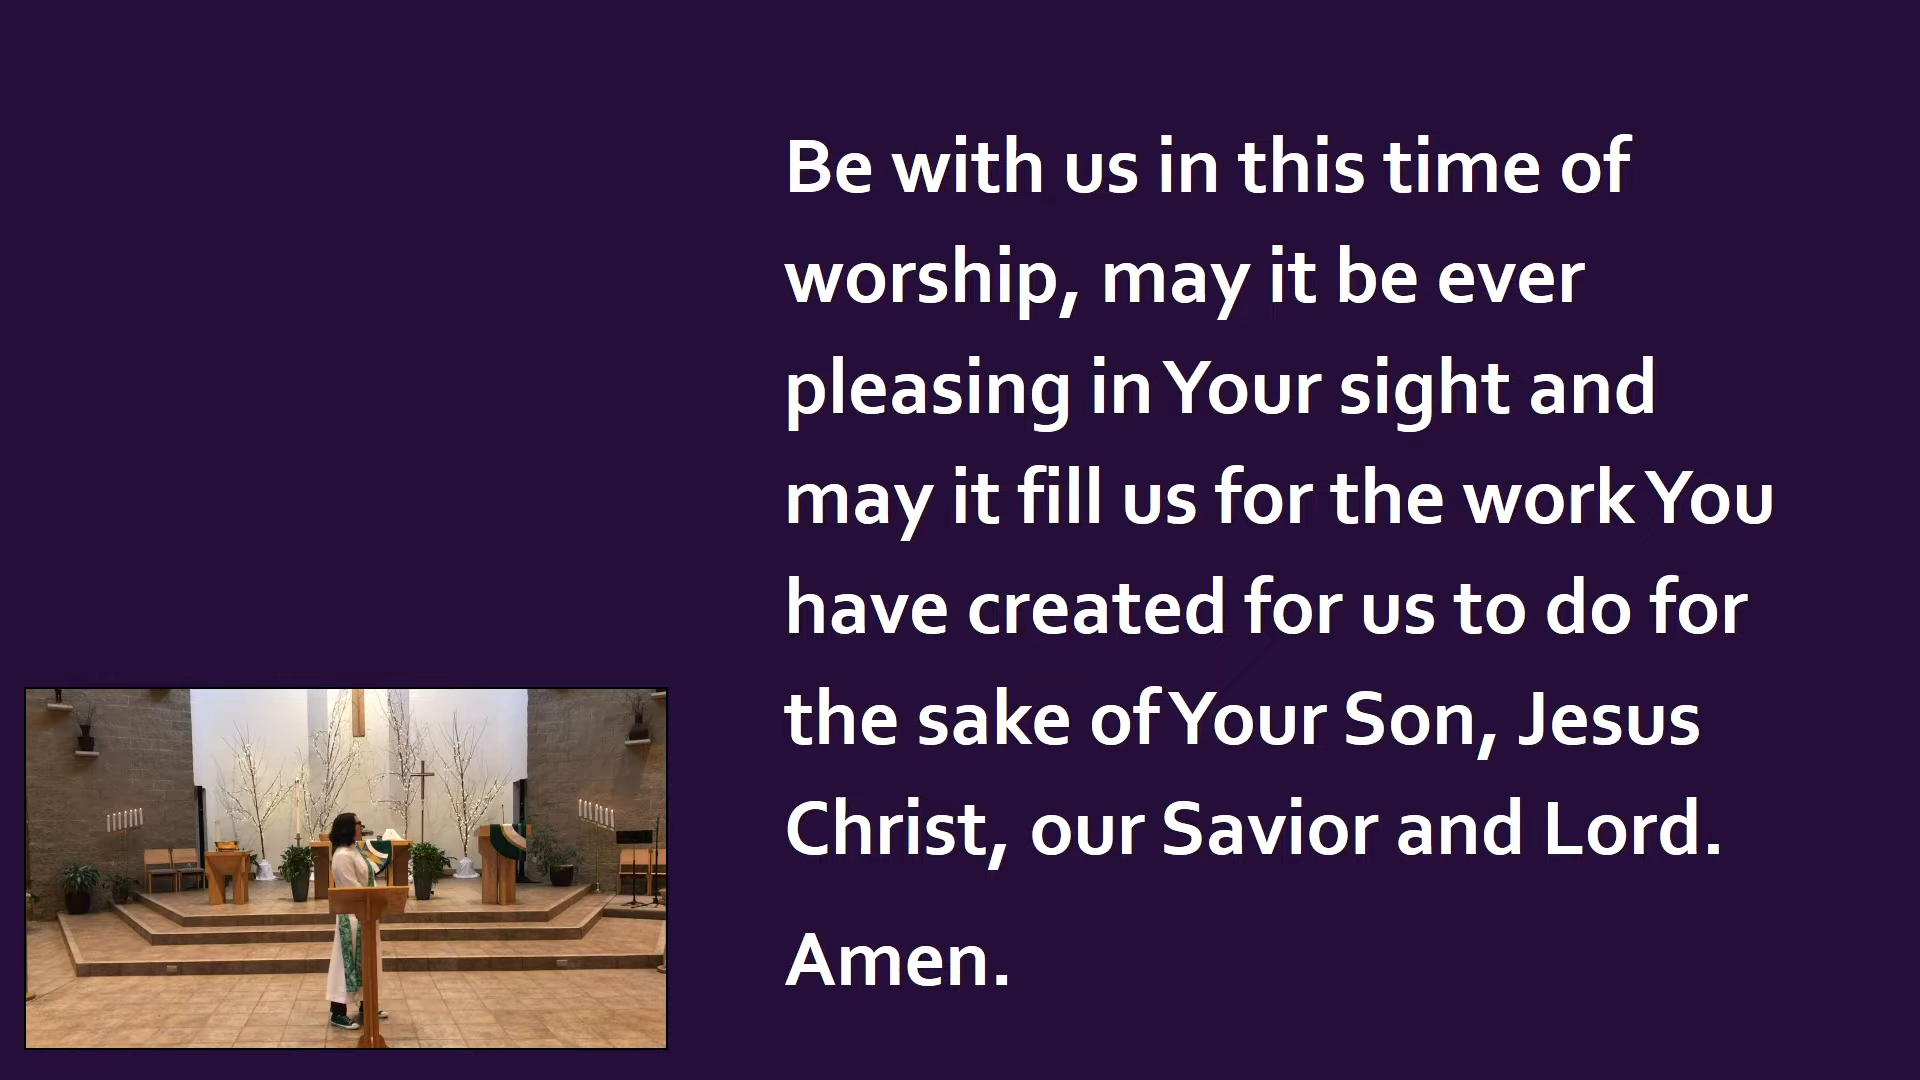 Be with us in this time of
worship, may it be ever
pleasing in Your sight and
may it fill us for the work You
have created for us to do for
the sake of Your Son, Jesus
Christ, our Savior and Lord.
Amen.